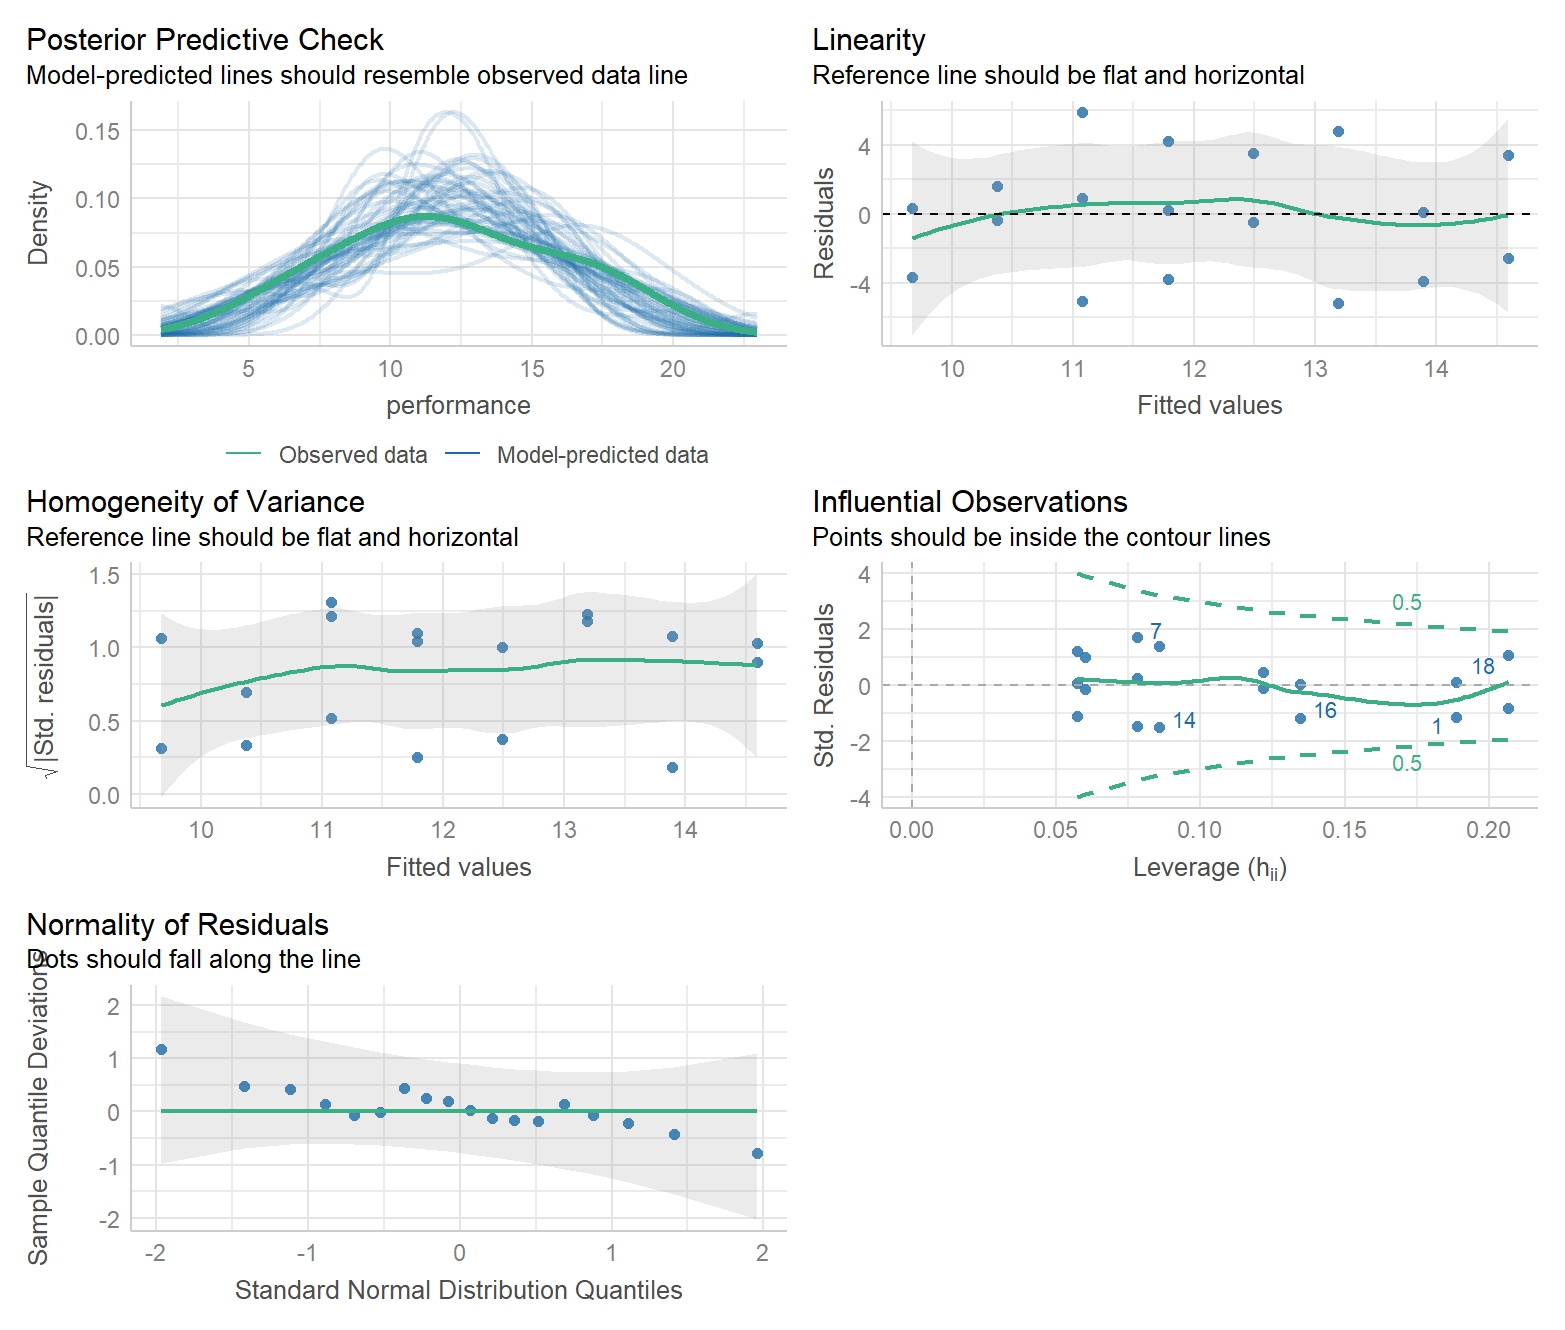 Posterior Predictive Check
Model-predicted lines should resemble observed data line
Density
0.15
0.10
0.05
0.00
5
10
15
20
performance
Observed data
Model-predicted data
Linearity
Reference line should be flat and horizontal
Residuals
4
0
-4
10
11
12
13
14
Fitted values
Homogeneity of Variance
Reference line should be flat and horizontal
√|Std. residuals|
1.5
1.0
0.5
0.0
10
11
12
13
14
Fitted values
Influential Observations
Points should be inside the contour lines
Std. Residuals
4
2
0
-2
-4
0.5
7
18
14
16
1
0.5
0.00
0.05
0.10
0.15
0.20
Leverage (hᵢᵢ)
Normality of Residuals
Dots should fall along the line
Sample Quantile Deviations
2
1
0
-1
-2
-2
-1
0
1
2
Standard Normal Distribution Quantiles